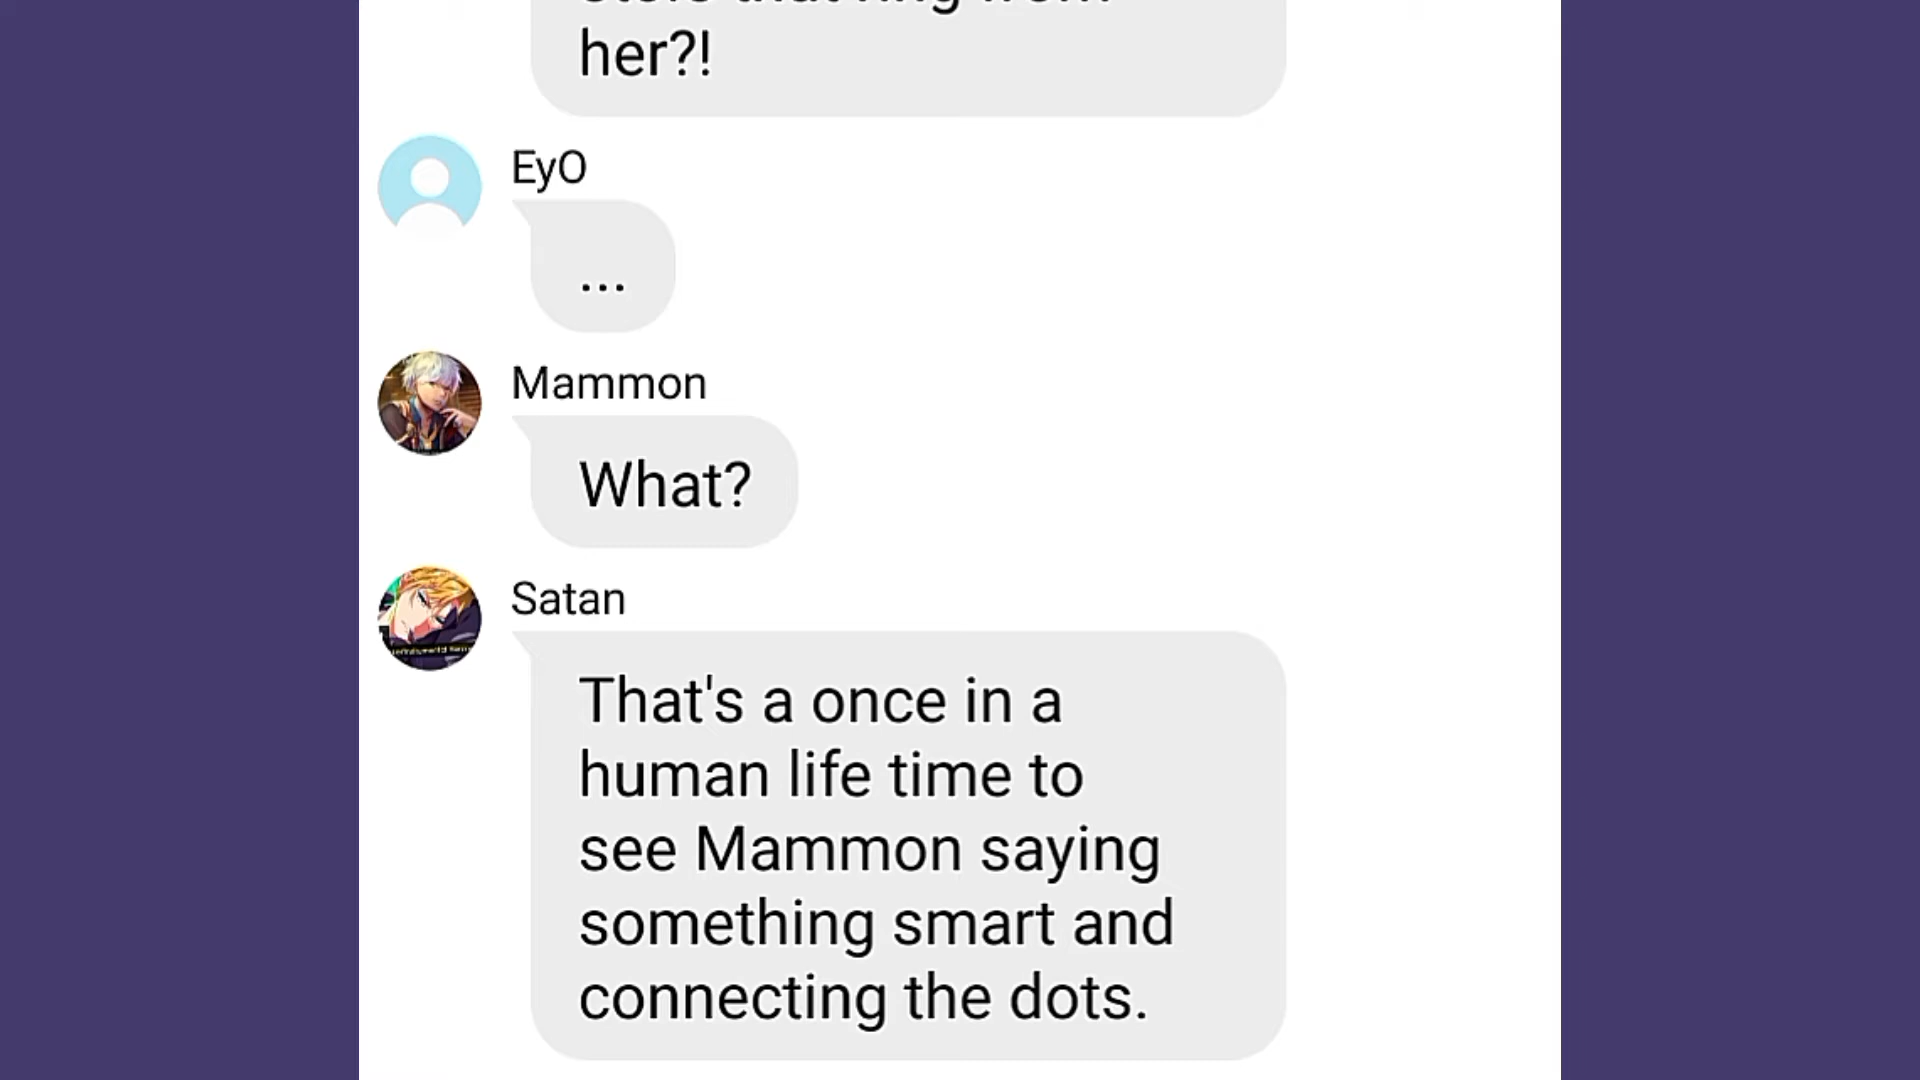 her?!
EyO
...
Mammon
What?
Satan
That's a once in a
human life time to
see Mammon saying
something smart and
connecting the dots.